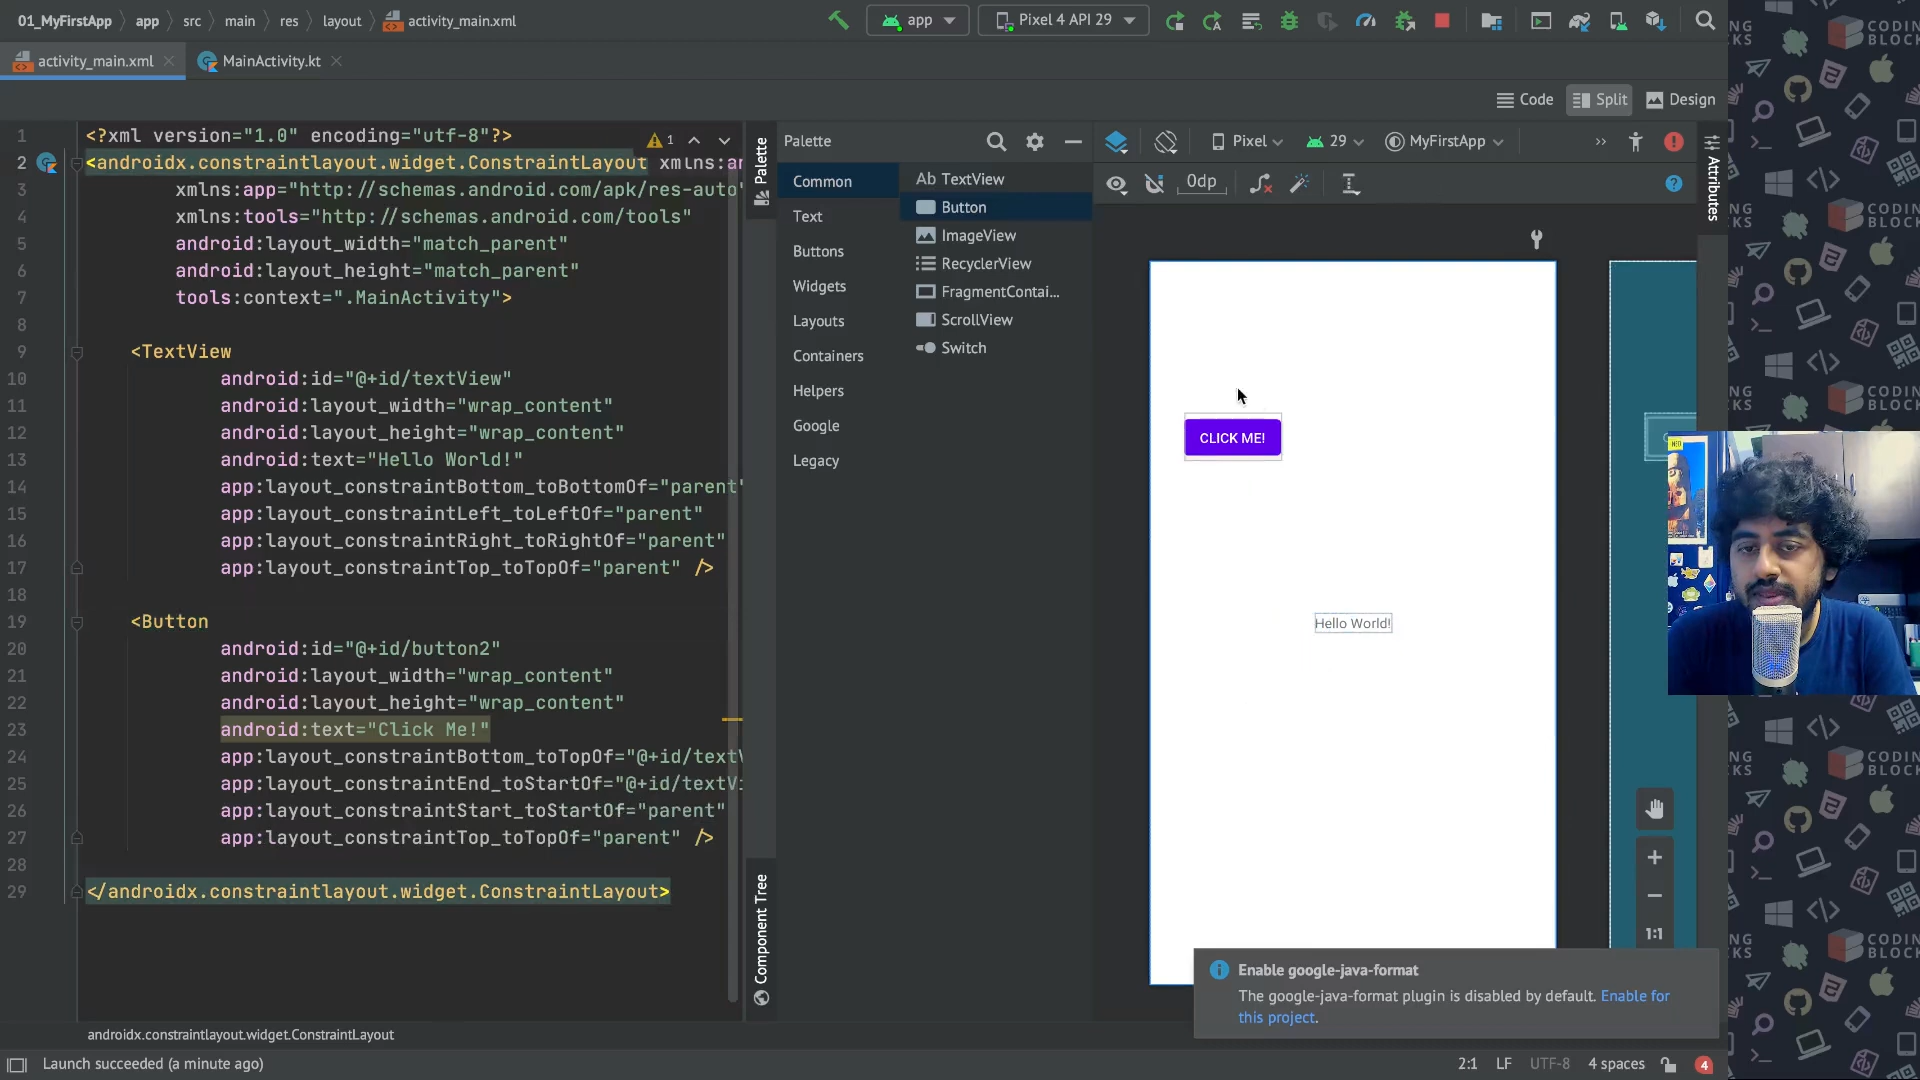 01_MyFirstApp
app
src
main
res
layout
activity_main.xml
app
Pixel 4 API 29
activity_main.xml
MainActivity.kt
Code
Split
Design
1 <?xml version="1.0" encoding="utf-8"?>
1
2 <androidx.constraintlayout.widget.ConstraintLayout xmlns:an
3 xmlns:app="http://schemas.android.com/apk/res-auto"
4 xmlns:tools="http://schemas.android.com/tools"
5 android:layout_width="match_parent"
6 android:layout_height="match_parent"
7 tools:context=".MainActivity">
8
9 <TextView
10 android:id="@+id/textView"
11 android:layout_width="wrap_content"
12 android:layout_height="wrap_content"
13 android:text="Hello World!"
14 app:layout_constraintBottom_toBottomOf="parent"
15 app:layout_constraintLeft_toLeftOf="parent"
16 app:layout_constraintRight_toRightOf="parent"
17 app:layout_constraintTop_toTopOf="parent" />
18
19 <Button
20 android:id="@+id/button2"
21 android:layout_width="wrap_content"
22 android:layout_height="wrap_content"
23 android:text="Click Me!"
24 app:layout_constraintBottom_toTopOf="@+id/textV
25 app:layout_constraintEnd_toStartOf="@+id/textVi
26 app:layout_constraintStart_toStartOf="parent"
27 app:layout_constraintTop_toTopOf="parent" />
28
29 </androidx.constraintlayout.widget.ConstraintLayout>
androidx.constraintlayout.widget.ConstraintLayout
Palette
Component Tree
Palette
Common
Text
Buttons
Widgets
Layouts
Containers
Helpers
Google
Legacy
Ab TextView
Button
ImageView
RecyclerView
FragmentContai...
ScrollView
Switch
Pixel
29
MyFirstApp
0dp
Attributes
CLICK ME!
Hello World!
1:1
Enable google-java-format
The google-java-format plugin is disabled by default. Enable for
this project.
Launch succeeded (a minute ago)
2:1
LF
UTF-8
4 spaces
4
CODING
BLOCKS